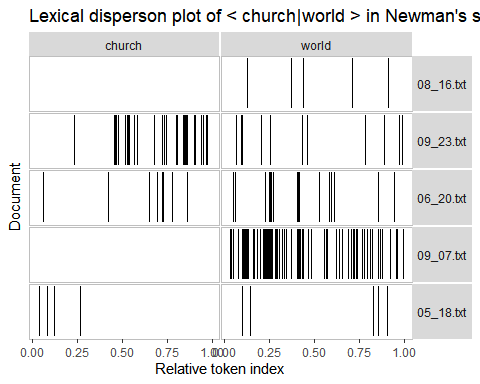 Lexical disperson plot of < church|world > in Newman's s
church world
08_16.txt
09_23.txt
06_20.txt
09_07.txt
05_18.txt
Document
0.00 0.25 0.50 0.75 1.00 0.00 0.25 0.50 0.75 1.00
Relative token index